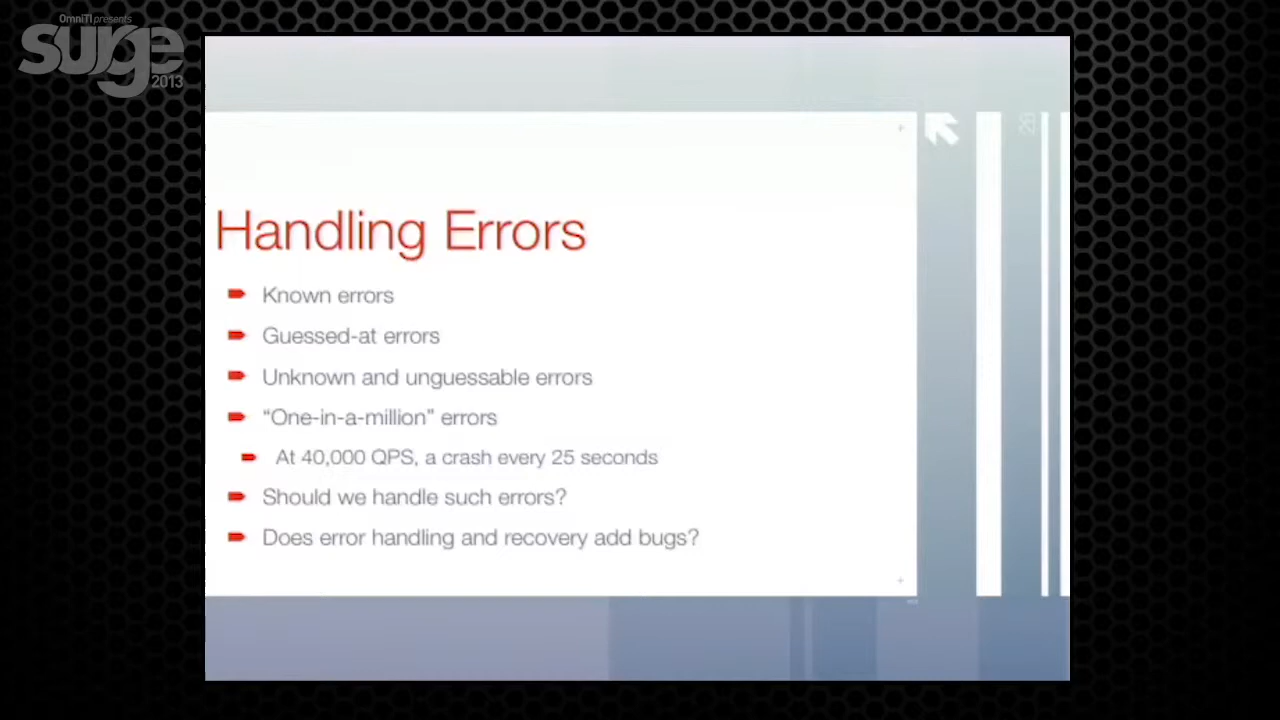 OmniTI presents
surge
2013
28
Handling Errors
Known errors
Guessed-at errors
Unknown and unguessable errors
“One-in-a-million” errors
At 40,000 QPS, a crash every 25 seconds
Should we handle such errors?
Does error handling and recovery add bugs?